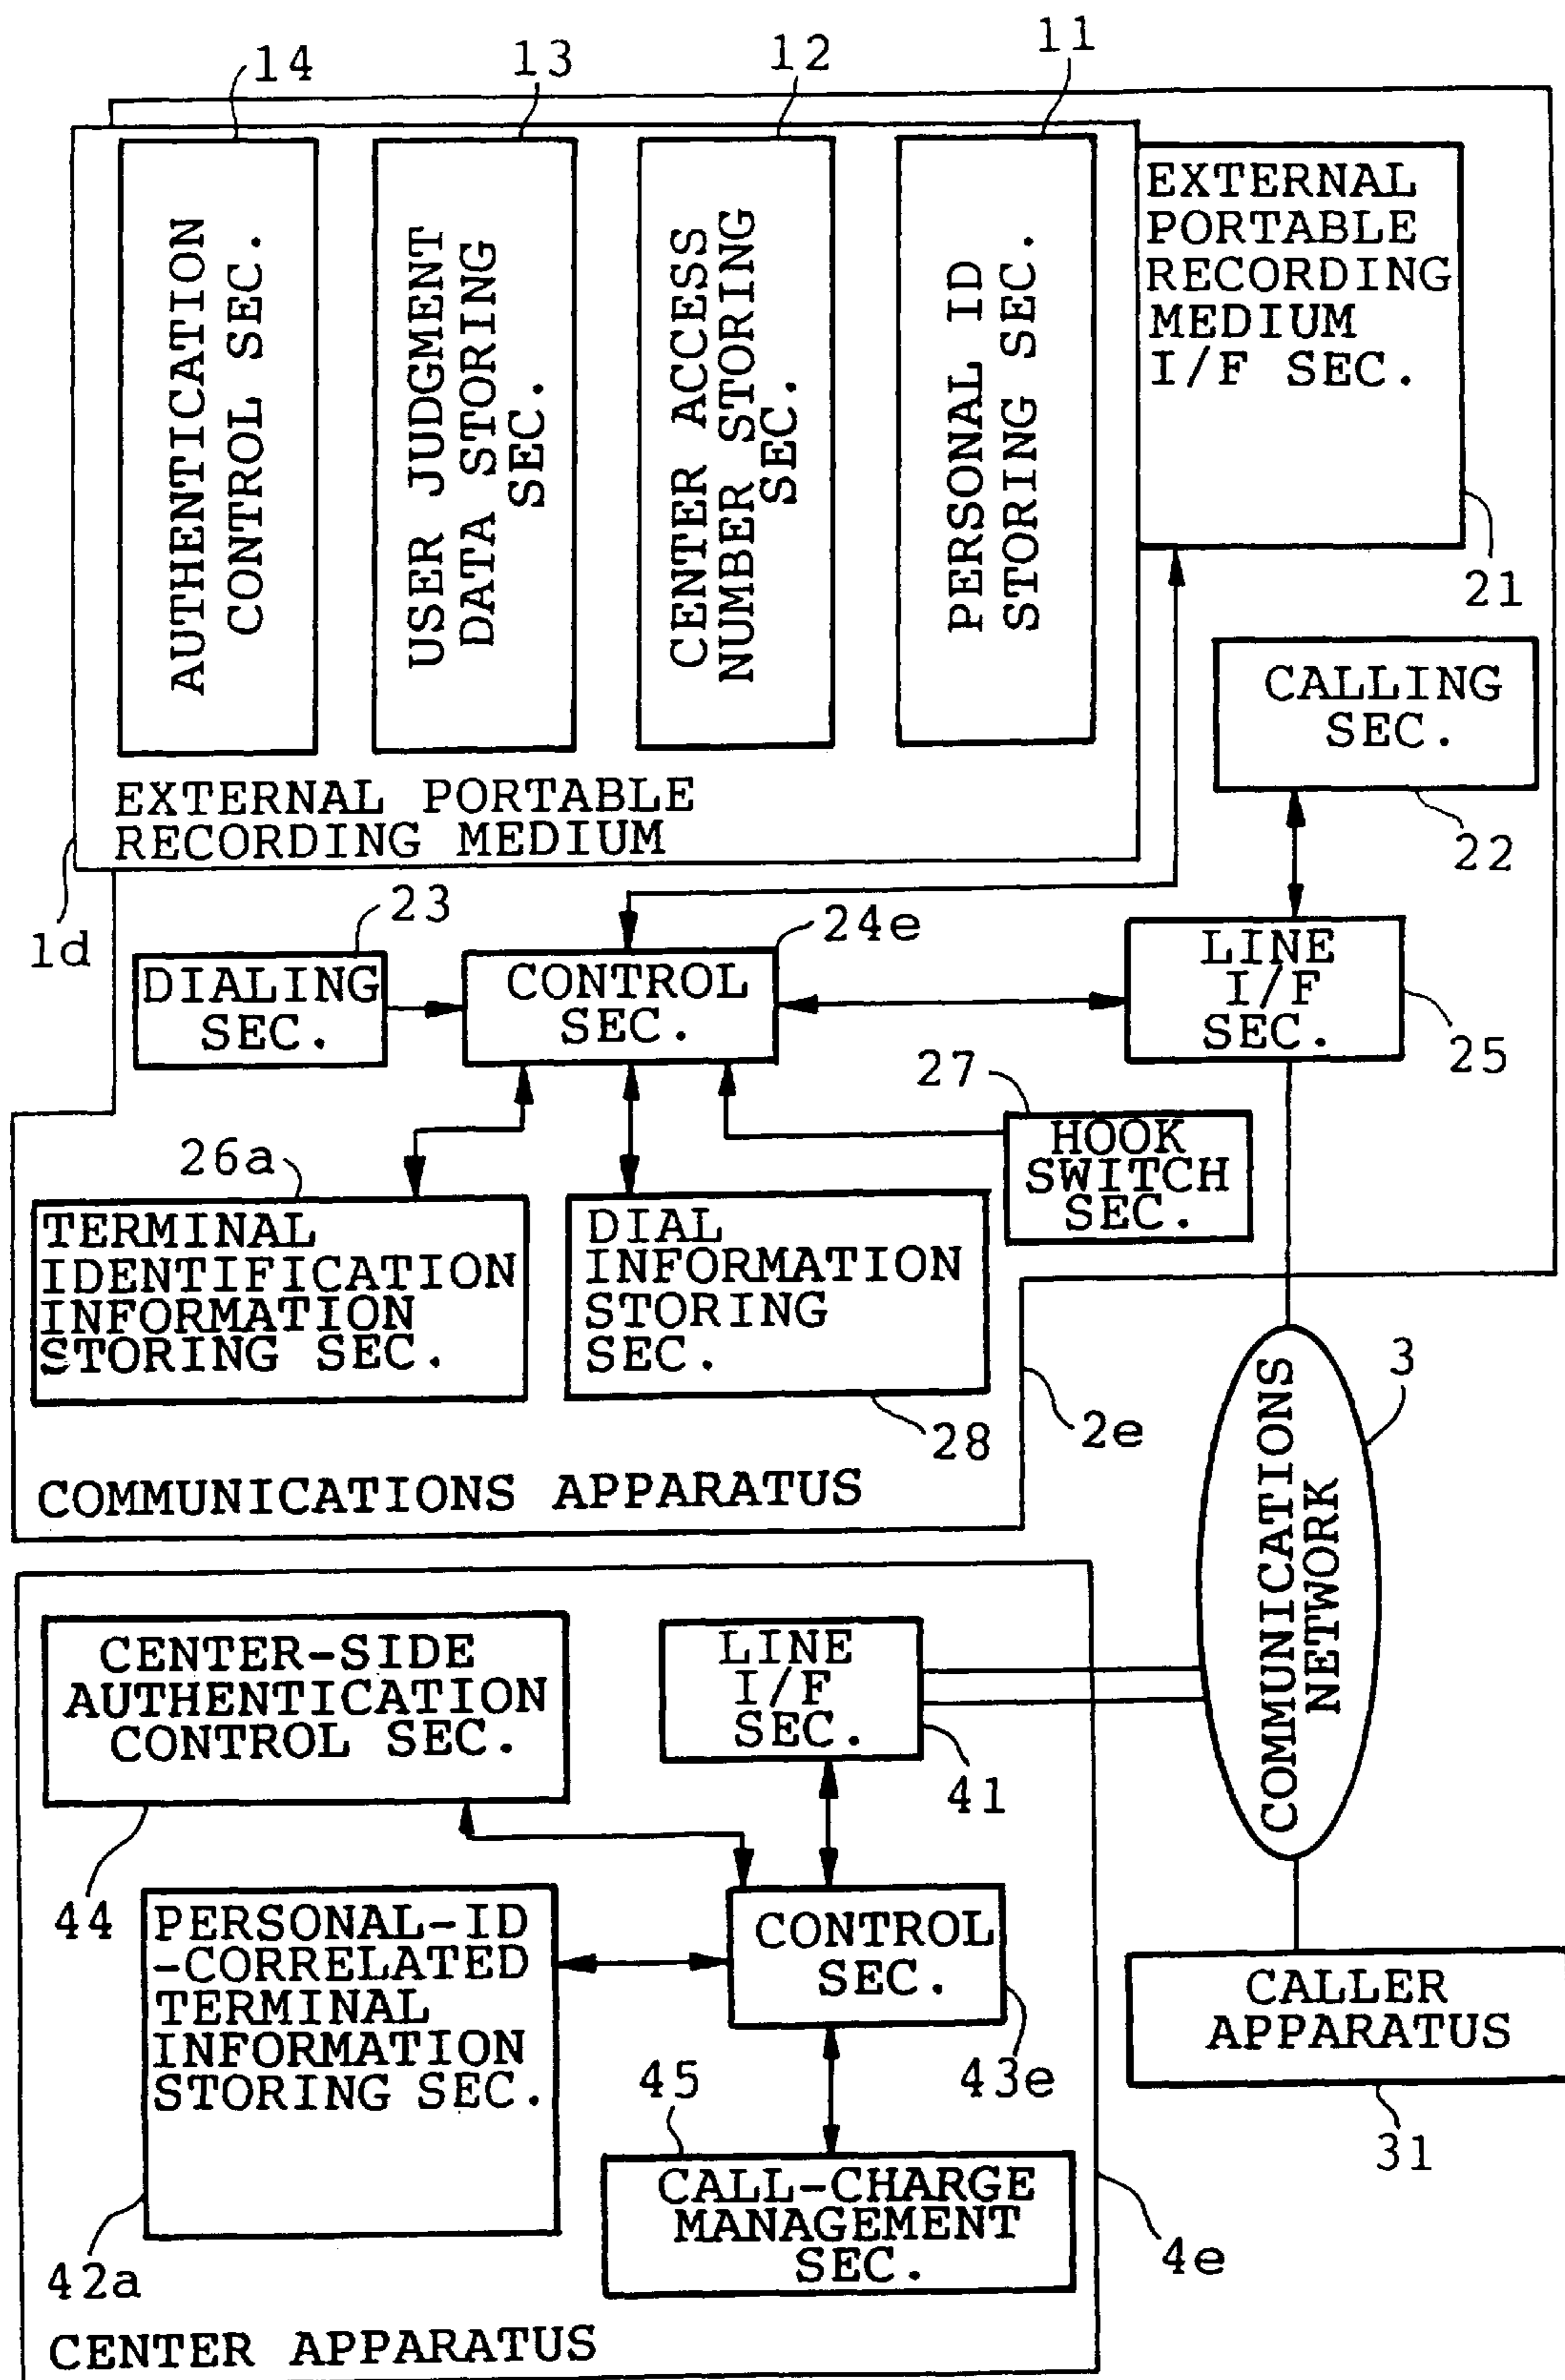 14
13
12
11
AUTHENTICATION
CONTROL SEC.
USER JUDGMENT
DATA STORING
SEC.
CENTER ACCESS
NUMBER STORING
SEC.
PERSONAL ID
STORING SEC.
EXTERNAL
PORTABLE
RECORDING
MEDIUM
I/F SEC.
21
CALLING
SEC.
22
EXTERNAL PORTABLE
RECORDING MEDIUM
1d
23
24e
DIALING
SEC.
CONTROL
SEC.
LINE
I/F
SEC.
25
27
HOOK
SWITCH
SEC.
26a
TERMINAL
IDENTIFICATION
INFORMATION
STORING SEC.
DIAL
INFORMATION
STORING
SEC.
28
2e
3
COMMUNICATIONS APPARATUS
COMMUNICATIONS
NETWORK
CENTER-SIDE
AUTHENTICATION
CONTROL SEC.
LINE
I/F
SEC.
41
44
PERSONAL-ID
-CORRELATED
TERMINAL
INFORMATION
STORING SEC.
CONTROL
SEC.
43e
CALLER
APPARATUS
31
45
CALL-CHARGE
MANAGEMENT
SEC.
42a
4e
CENTER APPARATUS